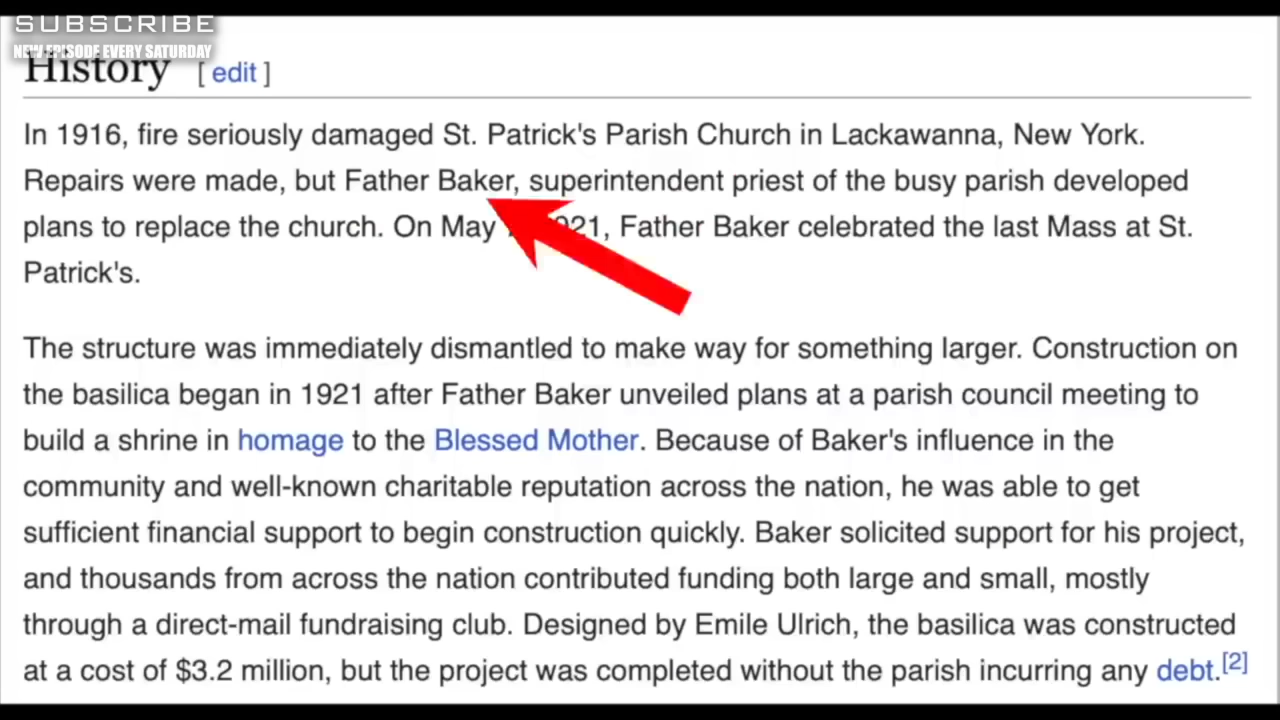 SUBSCRIBE
NEW EPISODE EVERY SATURDAY
History [ edit ]
In 1916, fire seriously damaged St. Patrick's Parish Church in Lackawanna, New York.
Repairs were made, but Father Baker, superintendent priest of the busy parish developed
plans to replace the church. On May 1921, Father Baker celebrated the last Mass at St.
Patrick's.
The structure was immediately dismantled to make way for something larger. Construction on
the basilica began in 1921 after Father Baker unveiled plans at a parish council meeting to
build a shrine in homage to the Blessed Mother. Because of Baker's influence in the
community and well-known charitable reputation across the nation, he was able to get
sufficient financial support to begin construction quickly. Baker solicited support for his project,
and thousands from across the nation contributed funding both large and small, mostly
through a direct-mail fundraising club. Designed by Emile Ulrich, the basilica was constructed
at a cost of $3.2 million, but the project was completed without the parish incurring any debt.[2]